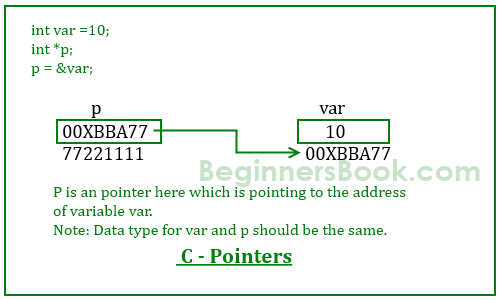 int var =10;
int *p;
p = &var;
p var
00XBBA77 10
77221111 00XBBA77
BeginnersBook.com
P is an pointer here which is pointing to the address
of variable var.
Note: Data type for var and p should be the same.
C - Pointers